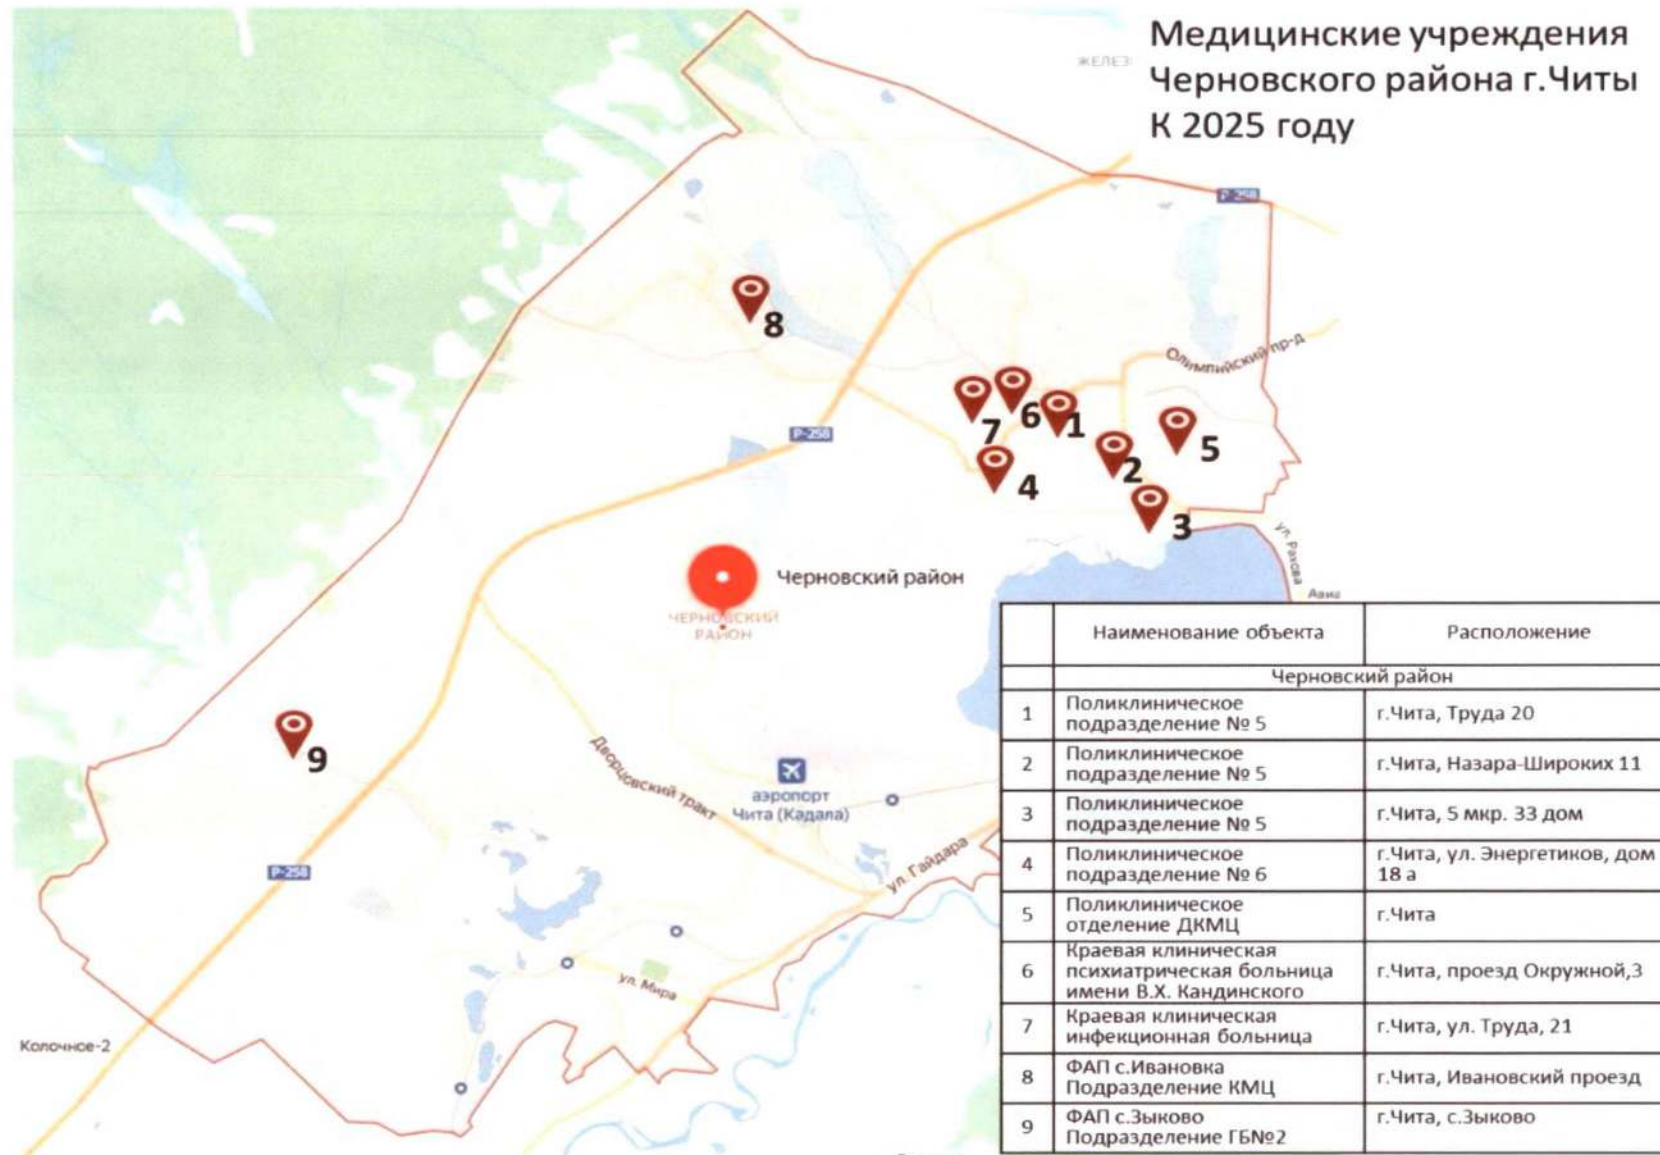 Медицинские учреждения
Черновского района г.Читы
К 2025 году
ЖЕЛЕЗ
Р-258
8
Олимпийский пр-д
7
6
1
5
Р-258
2
4
3
ул. Рахова
Черновский район
ЧЕРНОВСКИЙ
РАЙОН
Авиа
9
Дворцовский тракт
аэропорт
Чита (Кадала)
ул. Гайдара
Р-258
ул. Мира
Колочное-2
Наименование объекта Расположение
Черновский район
1 Поликлиническое
подразделение № 5 г.Чита, Труда 20
2 Поликлиническое
подразделение № 5 г.Чита, Назара-Широких 11
3 Поликлиническое
подразделение № 5 г.Чита, 5 мкр. 33 дом
4 Поликлиническое
подразделение № 6 г.Чита, ул. Энергетиков, дом
18 а
5 Поликлиническое
отделение ДКМЦ г.Чита
6 Краевая клиническая
психиатрическая больница
имени В.Х. Кандинского г.Чита, проезд Окружной,3
7 Краевая клиническая
инфекционная больница г.Чита, ул. Труда, 21
8 ФАП с.Ивановка
Подразделение КМЦ г.Чита, Ивановский проезд
9 ФАП с.Зыково
Подразделение ГБ№2 г.Чита, с.Зыково